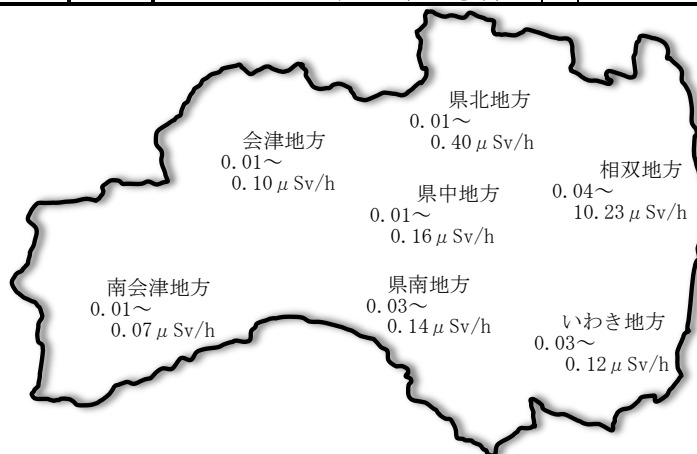 県北地方
0.01～
0.40μSv/h
会津地方
0.01～
0.10μSv/h
相双地方
0.04～
10.23μSv/h
県中地方
0.01～
0.16μSv/h
南会津地方
0.01～
0.07μSv/h
県南地方
0.03～
0.14μSv/h
いわき地方
0.03～
0.12μSv/h